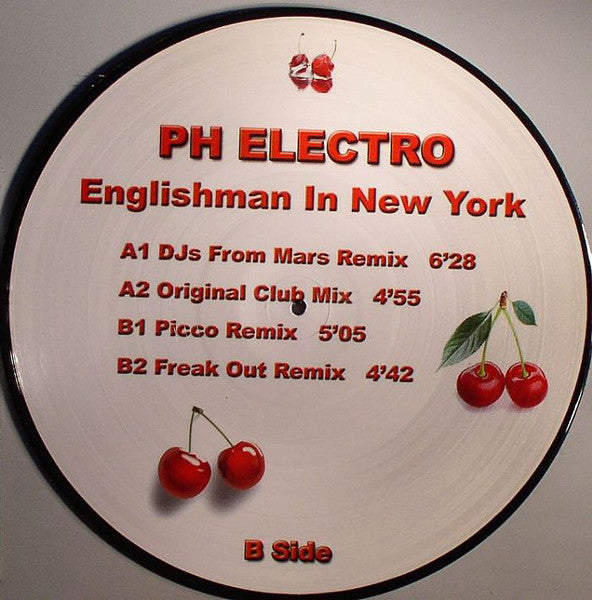 PH ELECTRO
Englishman In New York
A1 DJs From Mars Remix 6'28
A2 Original Club Mix 4'55
B1 Picco Remix 5'05
B2 Freak Out Remix 4'42
B Side